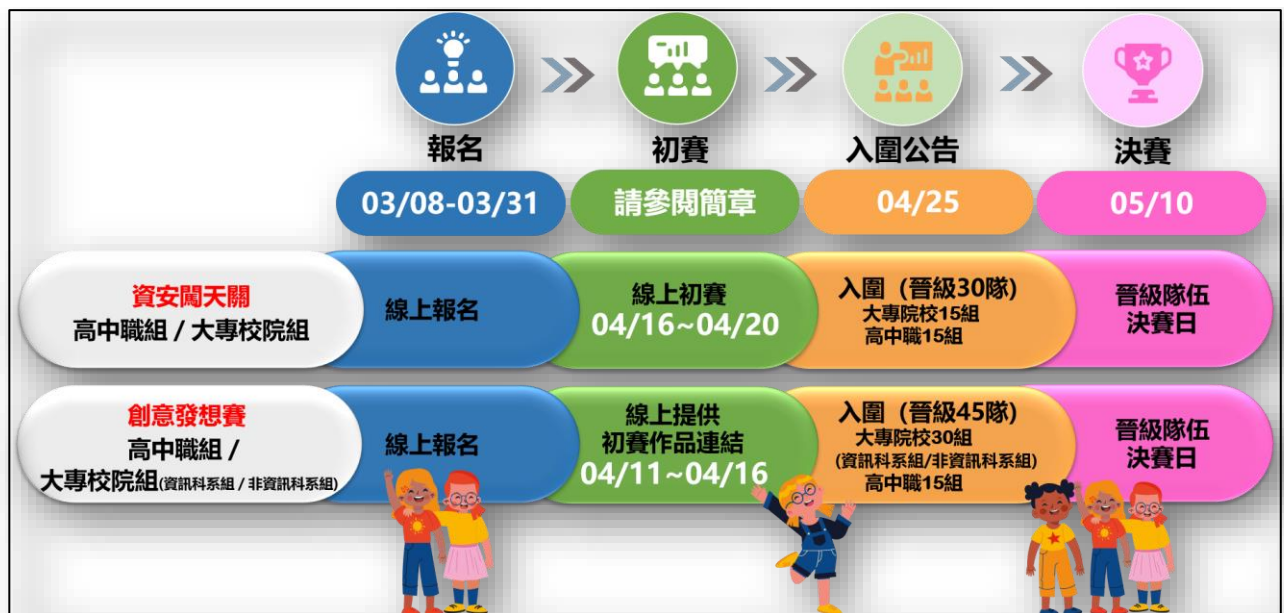 報名
初賽
入圍公告
決賽
03/08-03/31
請參閱簡章
04/25
05/10
資安闖天關
高中職組 / 大專校院組
線上報名
線上初賽
04/16~04/20
入圍（晉級30隊)
大專院校15組
高中職15組
晉級隊伍
決賽日
創意發想賽
高中職組 /
大專校院組(資訊科系組 / 非資訊科系組)
線上報名
線上提供
初賽作品連結
04/11~04/16
入圍（晉級45隊)
大專院校30組
(資訊科系組/非資訊科系組)
高中職15組
晉級隊伍
決賽日